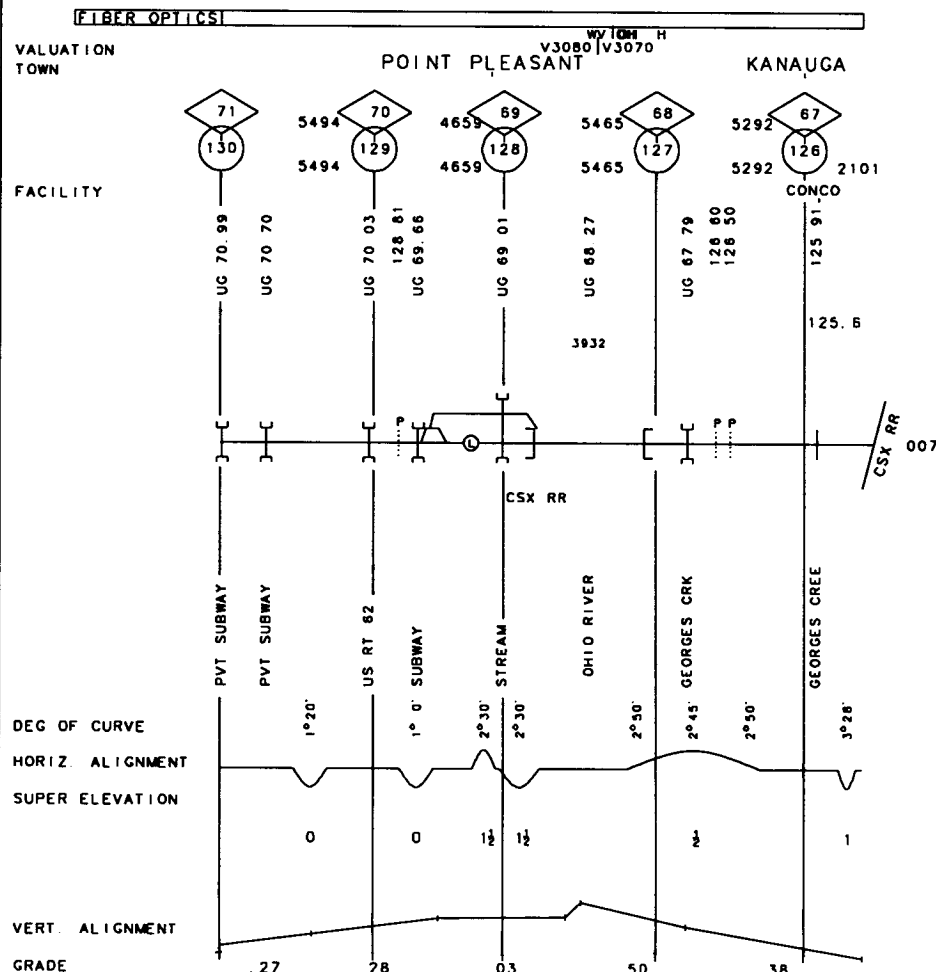 FIBER OPTICS
WV OH H
VALUATION V3080 V3070
TOWN POINT PLEASANT KANAUGA
71 70 69 68 67
5494 4659 5465 5292
130 129 128 127 126
5494 4659 5465 5292 2101
FACILITY CONCO
UG 70.99
UG 70 70
UG 70 03
128 81
UG 69.66
UG 69 01
UG 68.27
UG 67 79
126 60
126 50
125 91
125.6
3932
P P P
L
CSX RR 007
CSX RR
PVT SUBWAY
PVT SUBWAY
US RT 62
SUBWAY
STREAM
OHIO RIVER
GEORGES CRK
GEORGES CREE
DEG OF CURVE 1°20' 1° 0' 2°30' 2°30' 2°50' 2°45' 2°50' 3°28'
HORIZ. ALIGNMENT
SUPER ELEVATION
0 0 1½ 1½ ½ 1
VERT. ALIGNMENT
GRADE .27 .28 .03 .50 .38